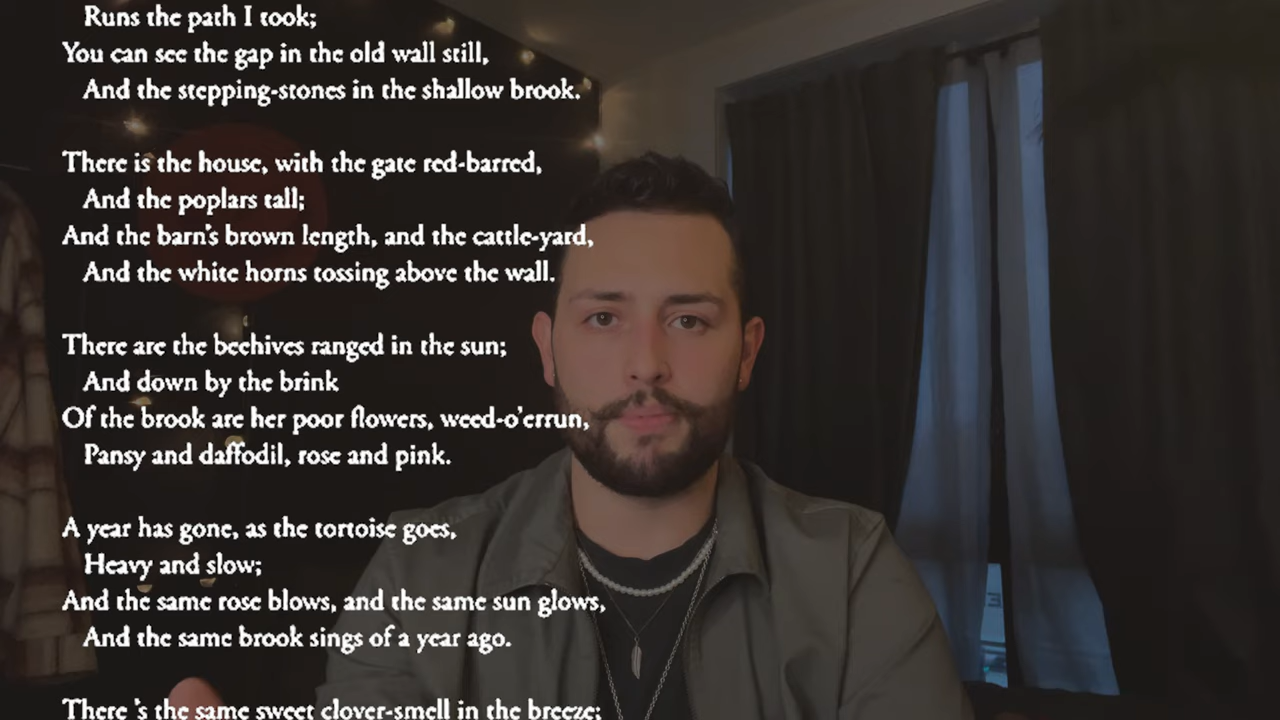 Runs the path I took;
You can see the gap in the old wall still,
And the stepping-stones in the shallow brook.
There is the house, with the gate red-barred,
And the poplars tall;
And the barn's brown length, and the cattle-yard,
And the white horns tossing above the wall.
There are the beehives ranged in the sun;
And down by the brink
Of the brook are her poor flowers, weed-o'errun,
Pansy and daffodil, rose and pink.
A year has gone, as the tortoise goes,
Heavy and slow;
And the same rose blows, and the same sun glows,
And the same brook sings of a year ago.
There 's the same sweet clover-smell in the breeze;